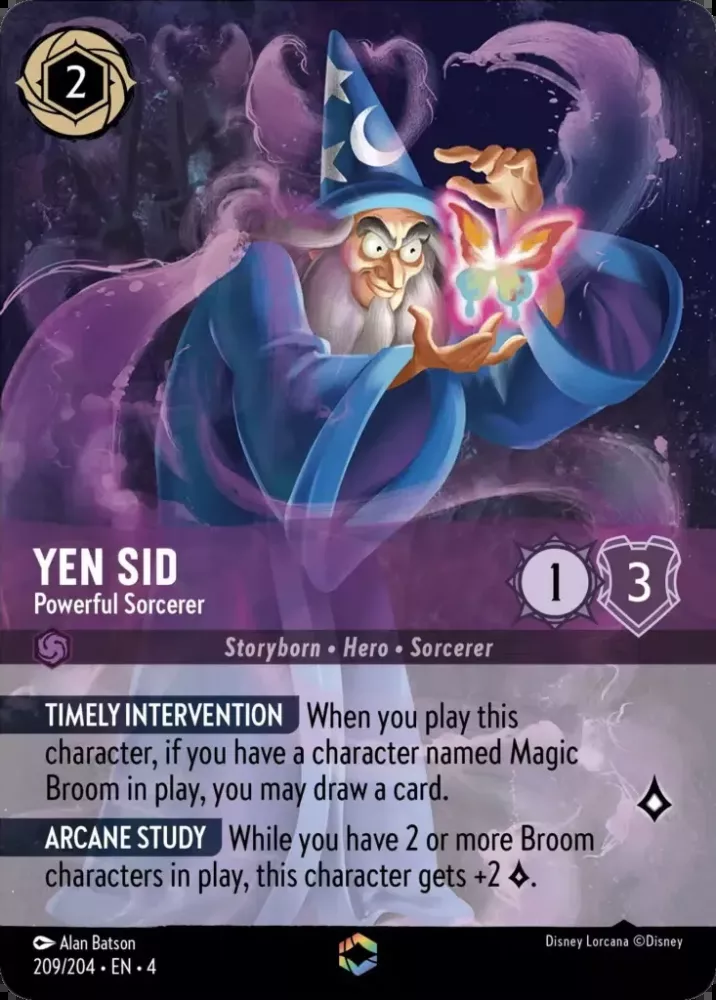 2
YEN SID
Powerful Sorcerer
1
3
Storyborn • Hero • Sorcerer
TIMELY INTERVENTION When you play this
character, if you have a character named Magic
Broom in play, you may draw a card.
ARCANE STUDY While you have 2 or more Broom
characters in play, this character gets +2 .
Alan Batson
Disney Lorcana ©Disney
209/204 • EN • 4